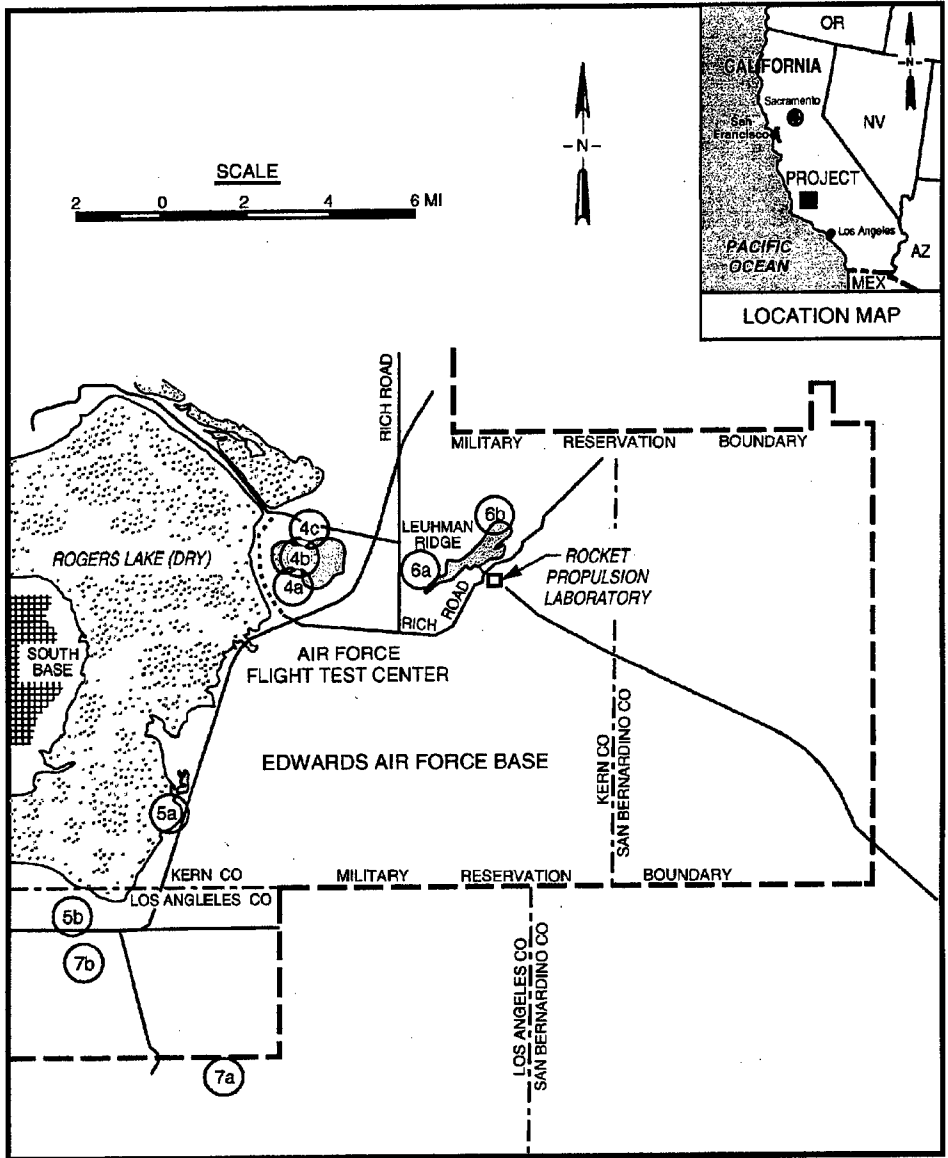 OR
-N-
CALIFORNIA
Sacramento
San
Francisco
NV
PROJECT
Los Angeles
PACIFIC
OCEAN
AZ
MEX
LOCATION MAP
-N-
SCALE
2 0 2 4 6 MI
RICH ROAD
MILITARY RESERVATION BOUNDARY
6b
4c
LEUHMAN
RIDGE
ROGERS LAKE (DRY)
4b
6a
4a
ROCKET
PROPULSION
LABORATORY
RICH ROAD
SOUTH
BASE
AIR FORCE
FLIGHT TEST CENTER
EDWARDS AIR FORCE BASE
KERN CO
SAN BERNARDINO CO
5a
KERN CO
MILITARY RESERVATION BOUNDARY
LOS ANGLELES CO
5b
7b
LOS ANGELES CO
SAN BERNARDINO CO
7a